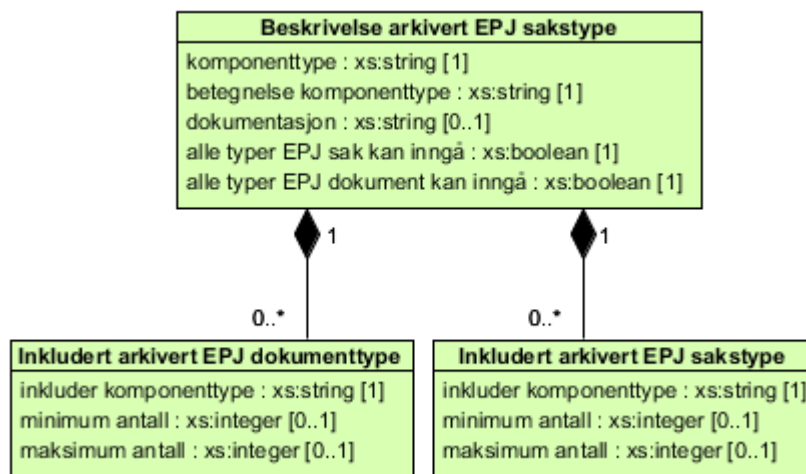 Beskrivelse arkivert EPJ sakstype
komponenttype : xs:string [1]
betegnelse komponenttype : xs:string [1]
dokumentasjon : xs:string [0..1]
alle typer EPJ sak kan inngå : xs:boolean [1]
alle typer EPJ dokument kan inngå : xs:boolean [1]
1
1
0..*
0..*
Inkludert arkivert EPJ dokumenttype
inkluder komponenttype : xs:string [1]
minimum antall : xs:integer [0..1]
maksimum antall : xs:integer [0..1]
Inkludert arkivert EPJ sakstype
inkluder komponenttype : xs:string [1]
minimum antall : xs:integer [0..1]
maksimum antall : xs:integer [0..1]